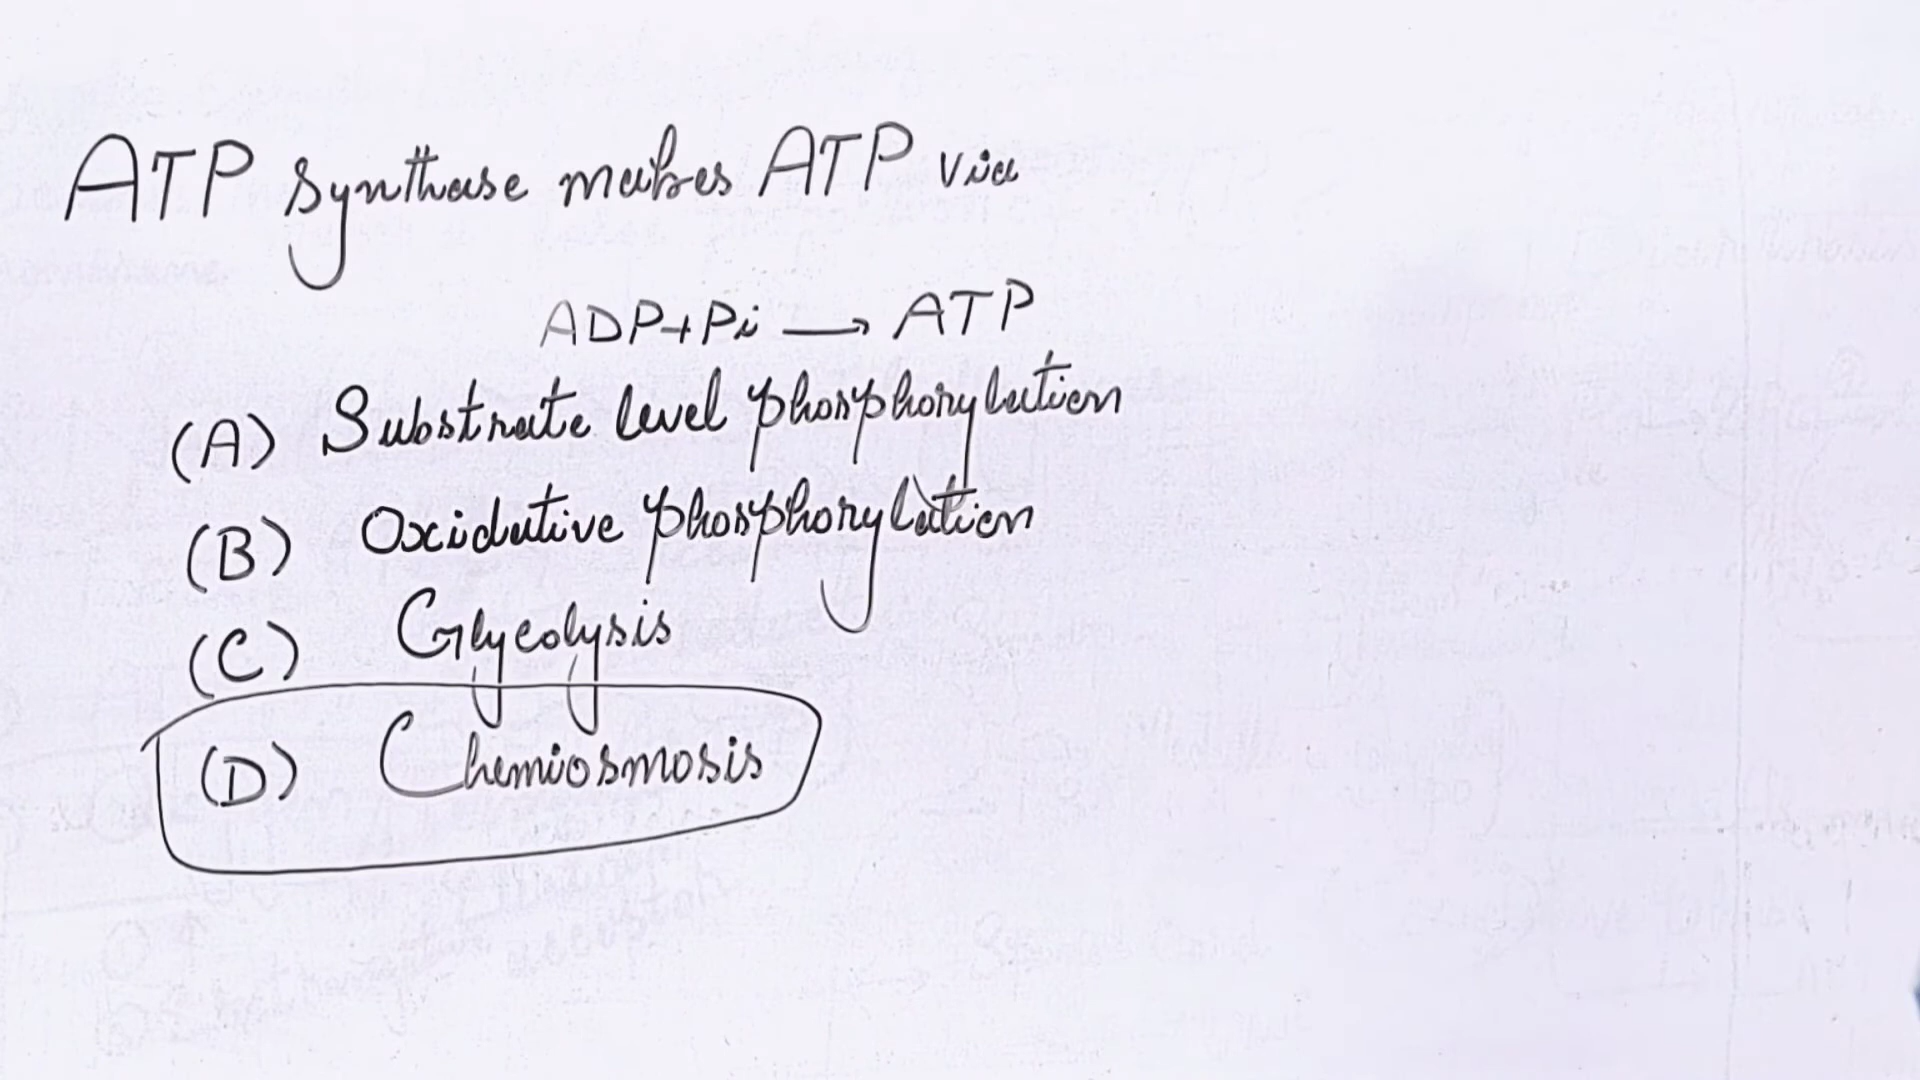 ATP synthase makes ATP via
ADP+Pi → ATP
(A) Substrate level phosphorylation
(B) Oxidative phosphorylation
(C) Glycolysis
(D) Chemiosmosis